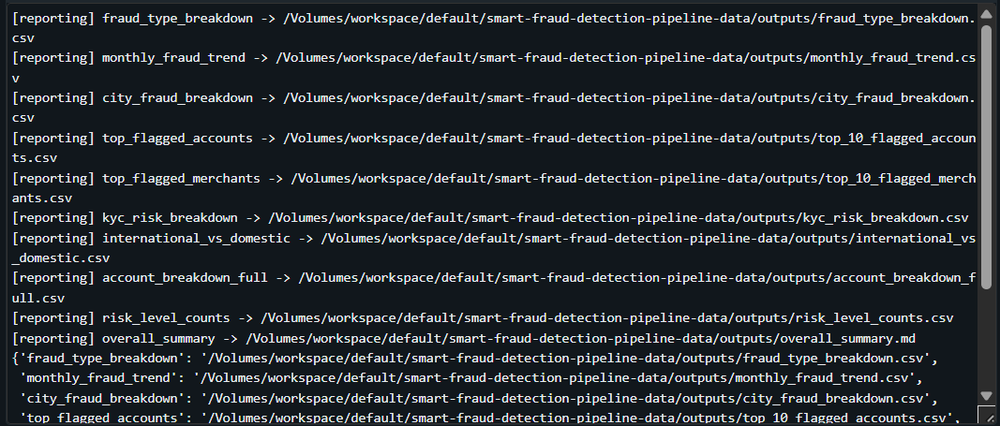 [reporting] fraud_type_breakdown -> /Volumes/workspace/default/smart-fraud-detection-pipeline-data/outputs/fraud_type_breakdown.
csv
[reporting] monthly_fraud_trend -> /Volumes/workspace/default/smart-fraud-detection-pipeline-data/outputs/monthly_fraud_trend.cs
v
[reporting] city_fraud_breakdown -> /Volumes/workspace/default/smart-fraud-detection-pipeline-data/outputs/city_fraud_breakdown.
csv
[reporting] top_flagged_accounts -> /Volumes/workspace/default/smart-fraud-detection-pipeline-data/outputs/top_10_flagged_accoun
ts.csv
[reporting] top_flagged_merchants -> /Volumes/workspace/default/smart-fraud-detection-pipeline-data/outputs/top_10_flagged_merch
ants.csv
[reporting] kyc_risk_breakdown -> /Volumes/workspace/default/smart-fraud-detection-pipeline-data/outputs/kyc_risk_breakdown.csv
[reporting] international_vs_domestic -> /Volumes/workspace/default/smart-fraud-detection-pipeline-data/outputs/international_vs
_domestic.csv
[reporting] account_breakdown_full -> /Volumes/workspace/default/smart-fraud-detection-pipeline-data/outputs/account_breakdown_f
ull.csv
[reporting] risk_level_counts -> /Volumes/workspace/default/smart-fraud-detection-pipeline-data/outputs/risk_level_counts.csv
[reporting] overall_summary -> /Volumes/workspace/default/smart-fraud-detection-pipeline-data/outputs/overall_summary.md
{'fraud_type_breakdown': '/Volumes/workspace/default/smart-fraud-detection-pipeline-data/outputs/fraud_type_breakdown.csv',
 'monthly_fraud_trend': '/Volumes/workspace/default/smart-fraud-detection-pipeline-data/outputs/monthly_fraud_trend.csv',
 'city_fraud_breakdown': '/Volumes/workspace/default/smart-fraud-detection-pipeline-data/outputs/city_fraud_breakdown.csv',
 'top_flagged_accounts': '/Volumes/workspace/default/smart-fraud-detection-pipeline-data/outputs/top_10_flagged_accounts.csv',